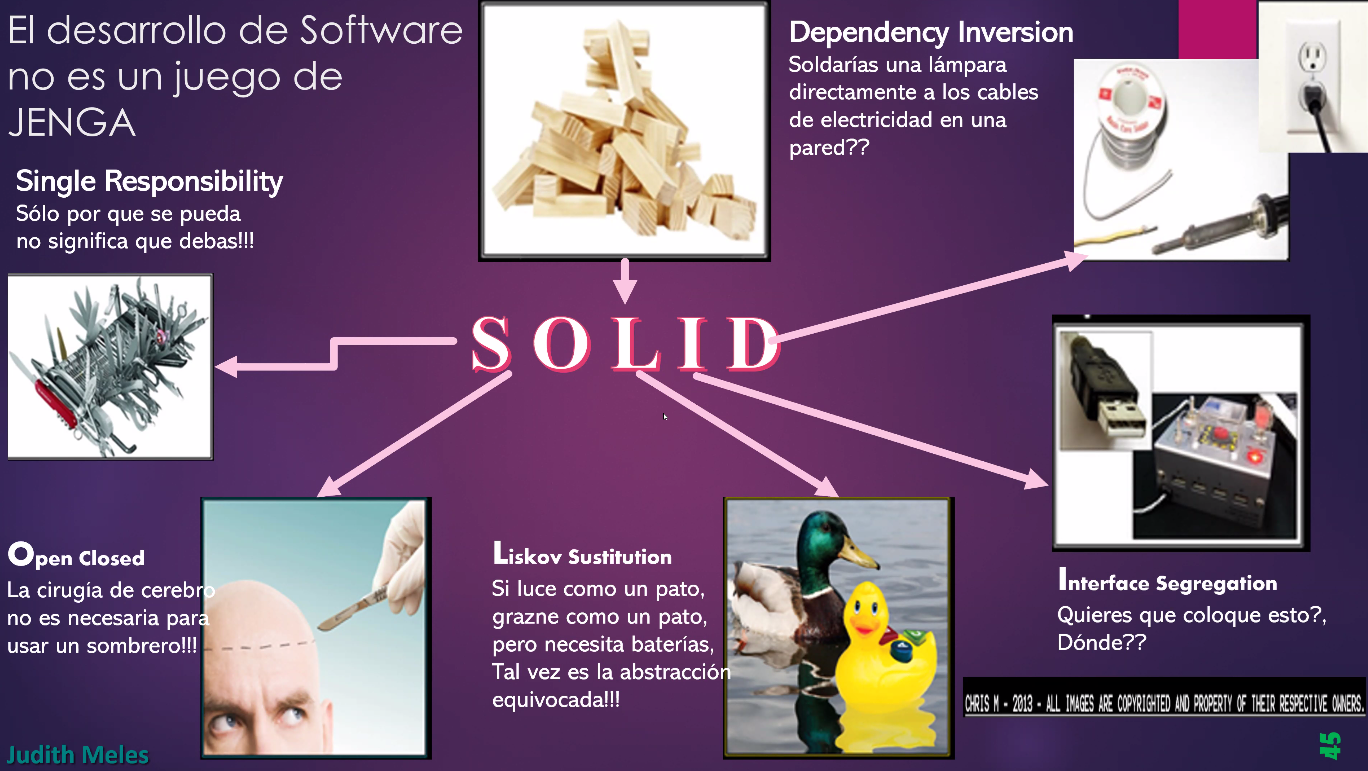 El desarrollo de Software
no es un juego de
JENGA
Single Responsibility
Sólo por que se pueda
no significa que debas!!!
Dependency Inversion
Soldarías una lámpara
directamente a los cables
de electricidad en una
pared??
S O L I D
Open Closed
La cirugía de cerebro
no es necesaria para
usar un sombrero!!!
Liskov Sustitution
Si luce como un pato,
grazne como un pato,
pero necesita baterías,
Tal vez es la abstracción
equivocada!!!
Interface Segregation
Quieres que coloque esto?,
Dónde??
CHRIS M - 2013 - ALL IMAGES ARE COPYRIGHTED AND PROPERTY OF THEIR RESPECTIVE OWNERS.
Judith Meles
45